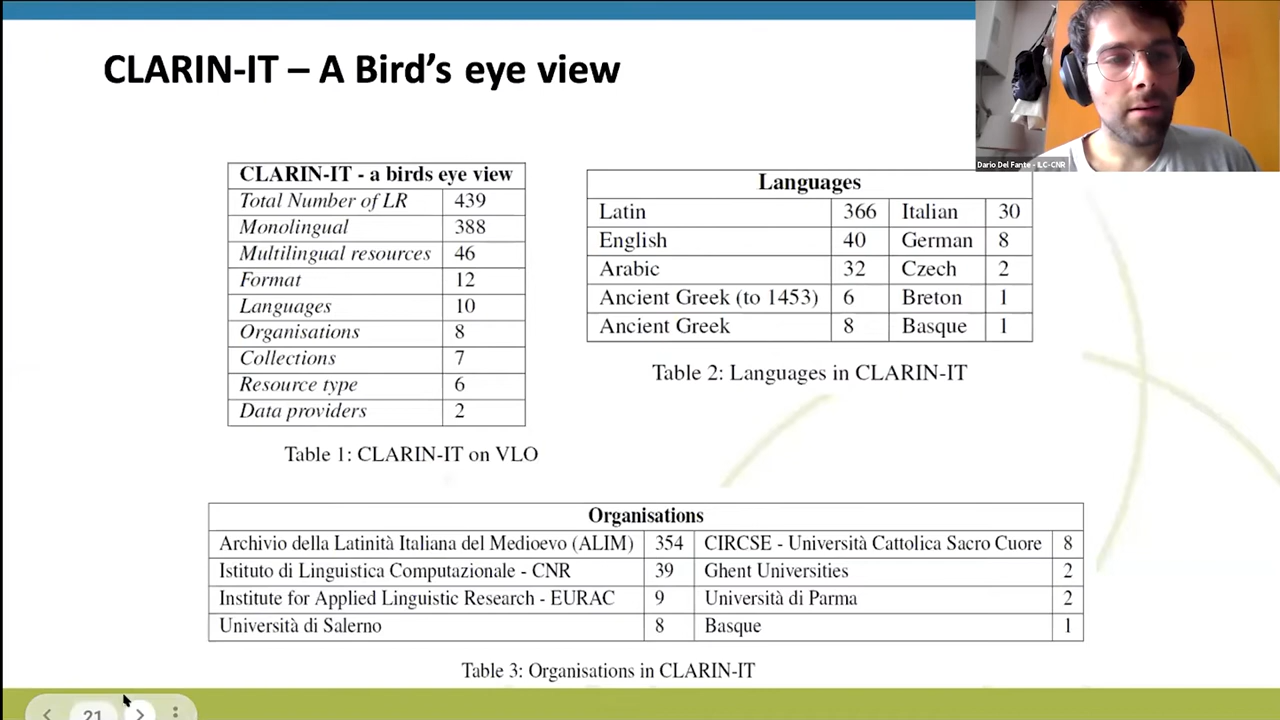 CLARIN-IT – A Bird's eye view
Dario Del Fante - ILC-CNR
CLARIN-IT - a birds eye view
Total Number of LR 439
Monolingual 388
Multilingual resources 46
Format 12
Languages 10
Organisations 8
Collections 7
Resource type 6
Data providers 2
Table 1: CLARIN-IT on VLO
Languages
Latin 366 Italian 30
English 40 German 8
Arabic 32 Czech 2
Ancient Greek (to 1453) 6 Breton 1
Ancient Greek 8 Basque 1
Table 2: Languages in CLARIN-IT
Organisations
Archivio della Latinità Italiana del Medioevo (ALIM) 354 CIRCSE - Università Cattolica Sacro Cuore 8
Istituto di Linguistica Computazionale - CNR 39 Ghent Universities 2
Institute for Applied Linguistic Research - EURAC 9 Università di Parma 2
Università di Salerno 8 Basque 1
Table 3: Organisations in CLARIN-IT
21